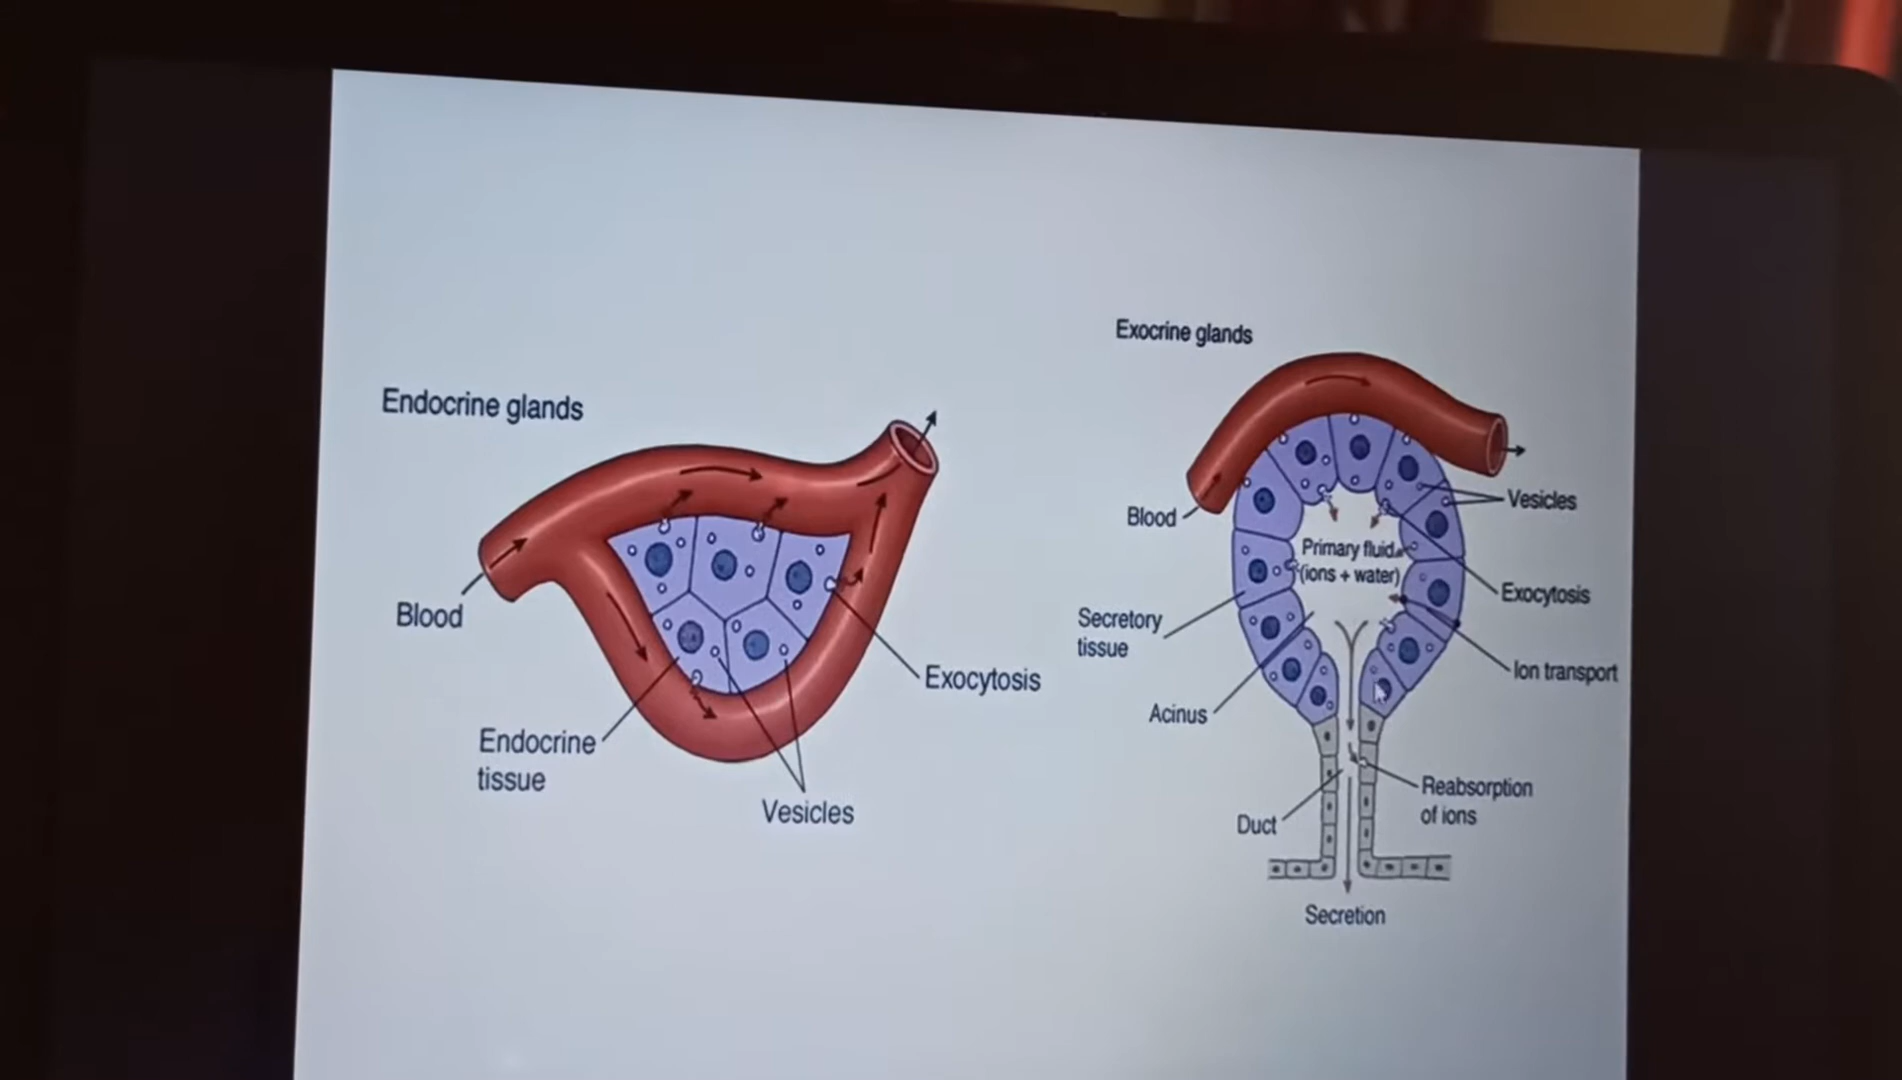 Endocrine glands
Blood
Endocrine
tissue
Vesicles
Exocytosis
Exocrine glands
Blood
Vesicles
Primary fluid
(ions + water)
Exocytosis
Secretory
tissue
Ion transport
Acinus
Reabsorption
of ions
Duct
Secretion